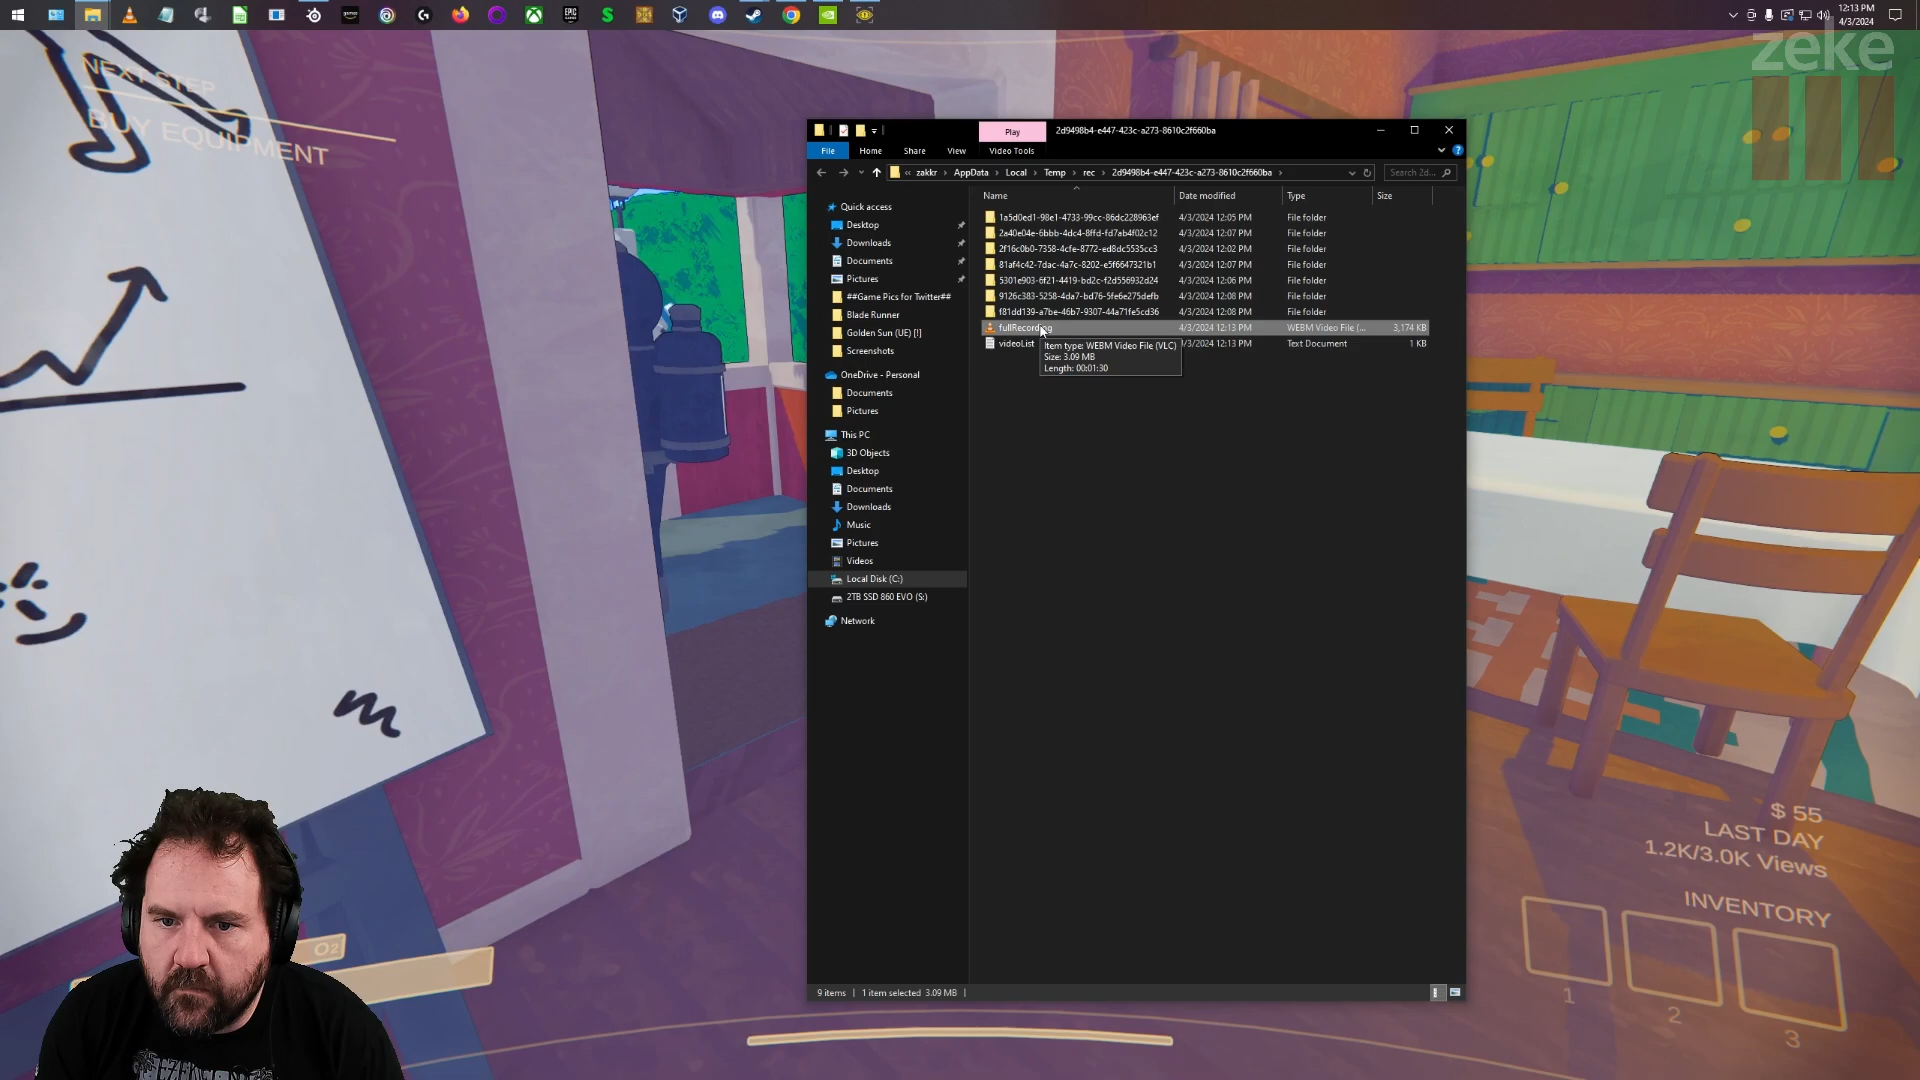 12:13 PM
4/3/2024
zeke
NEXT STEP
BUY EQUIPMENT
Play
2d9498b4-e447-423c-a273-8610c2f660ba
File
Home
Share
View
Video Tools
« zakkr > AppData > Local > Temp > rec > 2d9498b4-e447-423c-a273-8610c2f660ba >
Search 2d...
Name
Date modified
Type
Size
Quick access
Desktop
Downloads
Documents
Pictures
##Game Pics for Twitter##
Blade Runner
Golden Sun (UE) [!]
Screenshots
OneDrive - Personal
Documents
Pictures
This PC
3D Objects
Desktop
Documents
Downloads
Music
Pictures
Videos
Local Disk (C:)
2TB SSD 860 EVO (S:)
Network
1a5d0ed1-98e1-4733-99cc-86dc228963ef 4/3/2024 12:05 PM File folder
2a40e04e-6bbb-4dc4-8ffd-fd7ab4f02c12 4/3/2024 12:07 PM File folder
2f16c0b0-7358-4cfe-8772-ed8dc5535cc3 4/3/2024 12:02 PM File folder
81af4c42-7dac-4a7c-8202-e5f6647321b1 4/3/2024 12:07 PM File folder
5301e903-6f21-4419-bd2c-f2d556932d24 4/3/2024 12:06 PM File folder
9126c383-5258-4da7-bd76-5fe6e275defb 4/3/2024 12:08 PM File folder
f81dd139-a7be-46b7-9307-44a71fe5cd36 4/3/2024 12:08 PM File folder
fullRecording 4/3/2024 12:13 PM WEBM Video File (... 3,174 KB
videoList /3/2024 12:13 PM Text Document 1 KB
Item type: WEBM Video File (VLC)
Size: 3.09 MB
Length: 00:01:30
9 items
1 item selected 3.09 MB
O2
$ 55
LAST DAY
1.2K/3.0K Views
INVENTORY
1
2
3